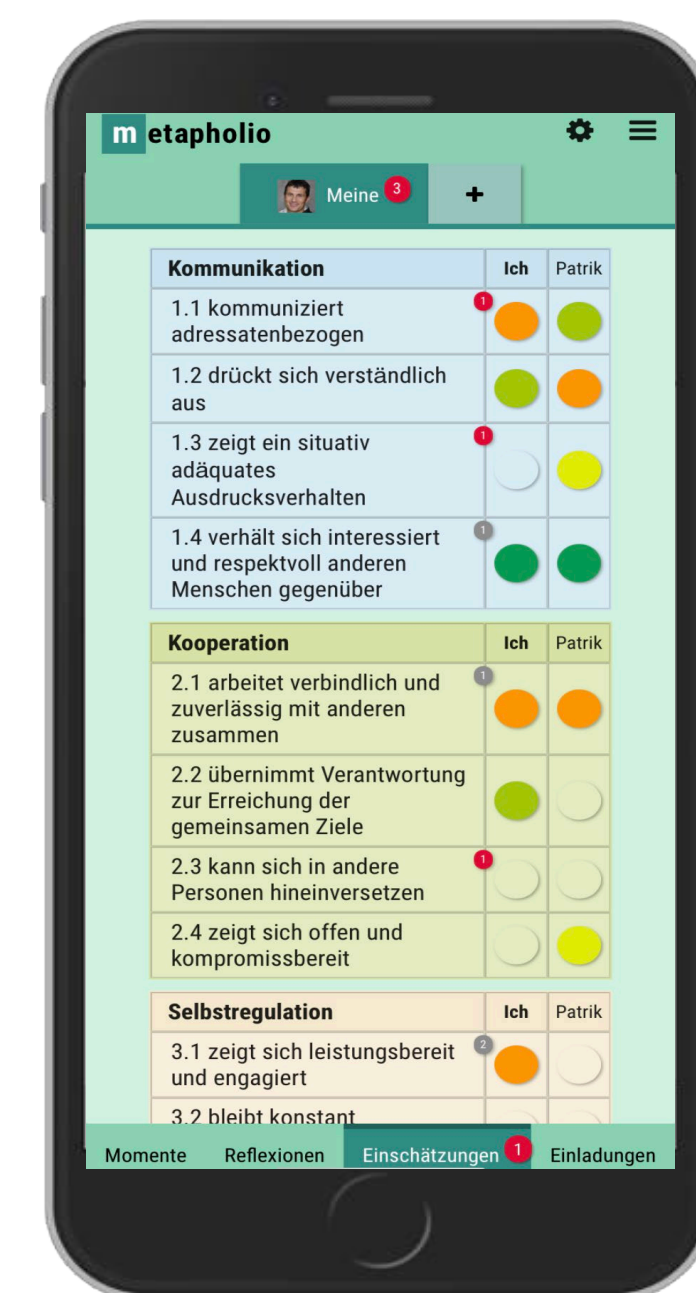 metapholio
Meine 3 +
Kommunikation Ich Patrik
1.1 kommuniziert 1
adressatenbezogen
1.2 drückt sich verständlich
aus
1.3 zeigt ein situativ 1
adäquates
Ausdrucksverhalten
1.4 verhält sich interessiert 1
und respektvoll anderen
Menschen gegenüber
Kooperation Ich Patrik
2.1 arbeitet verbindlich und 1
zuverlässig mit anderen
zusammen
2.2 übernimmt Verantwortung
zur Erreichung der
gemeinsamen Ziele
2.3 kann sich in andere 1
Personen hineinversetzen
2.4 zeigt sich offen und
kompromissbereit
Selbstregulation Ich Patrik
3.1 zeigt sich leistungsbereit 2
und engagiert
3.2 bleibt konstant
Momente Reflexionen Einschätzungen 1 Einladungen